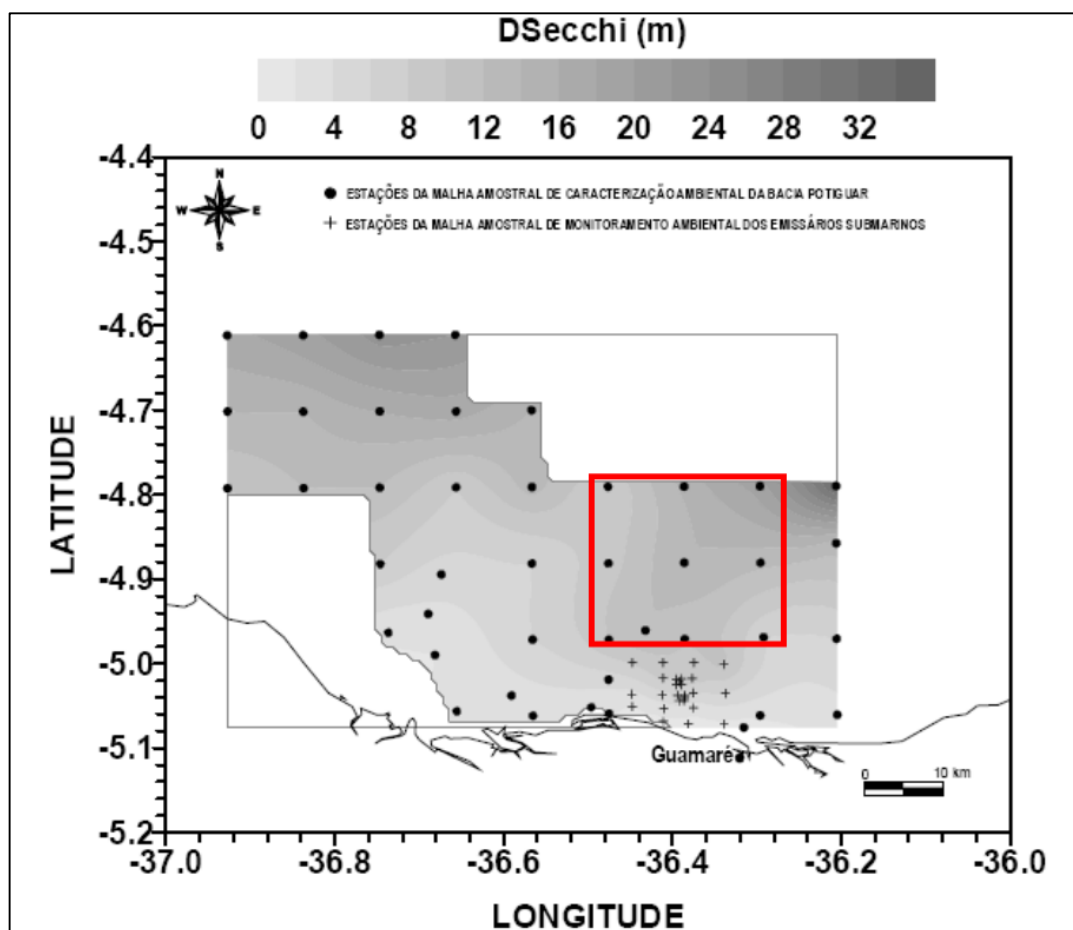 DSecchi (m)
0 4 8 12 16 20 24 28 32
-4.4
N
W E
S
ESTAÇÕES DA MALHA AMOSTRAL DE CARACTERIZAÇÃO AMBIENTAL DA BACIA POTIGUAR
ESTAÇÕES DA MALHA AMOSTRAL DE MONITORAMENTO AMBIENTAL DOS EMISSÁRIOS SUBMARINOS
-4.5
-4.6
-4.7
-4.8
-4.9
-5.0
-5.1
-5.2
LATITUDE
Guamaré
0 10 km
-37.0 -36.8 -36.6 -36.4 -36.2 -36.0
LONGITUDE